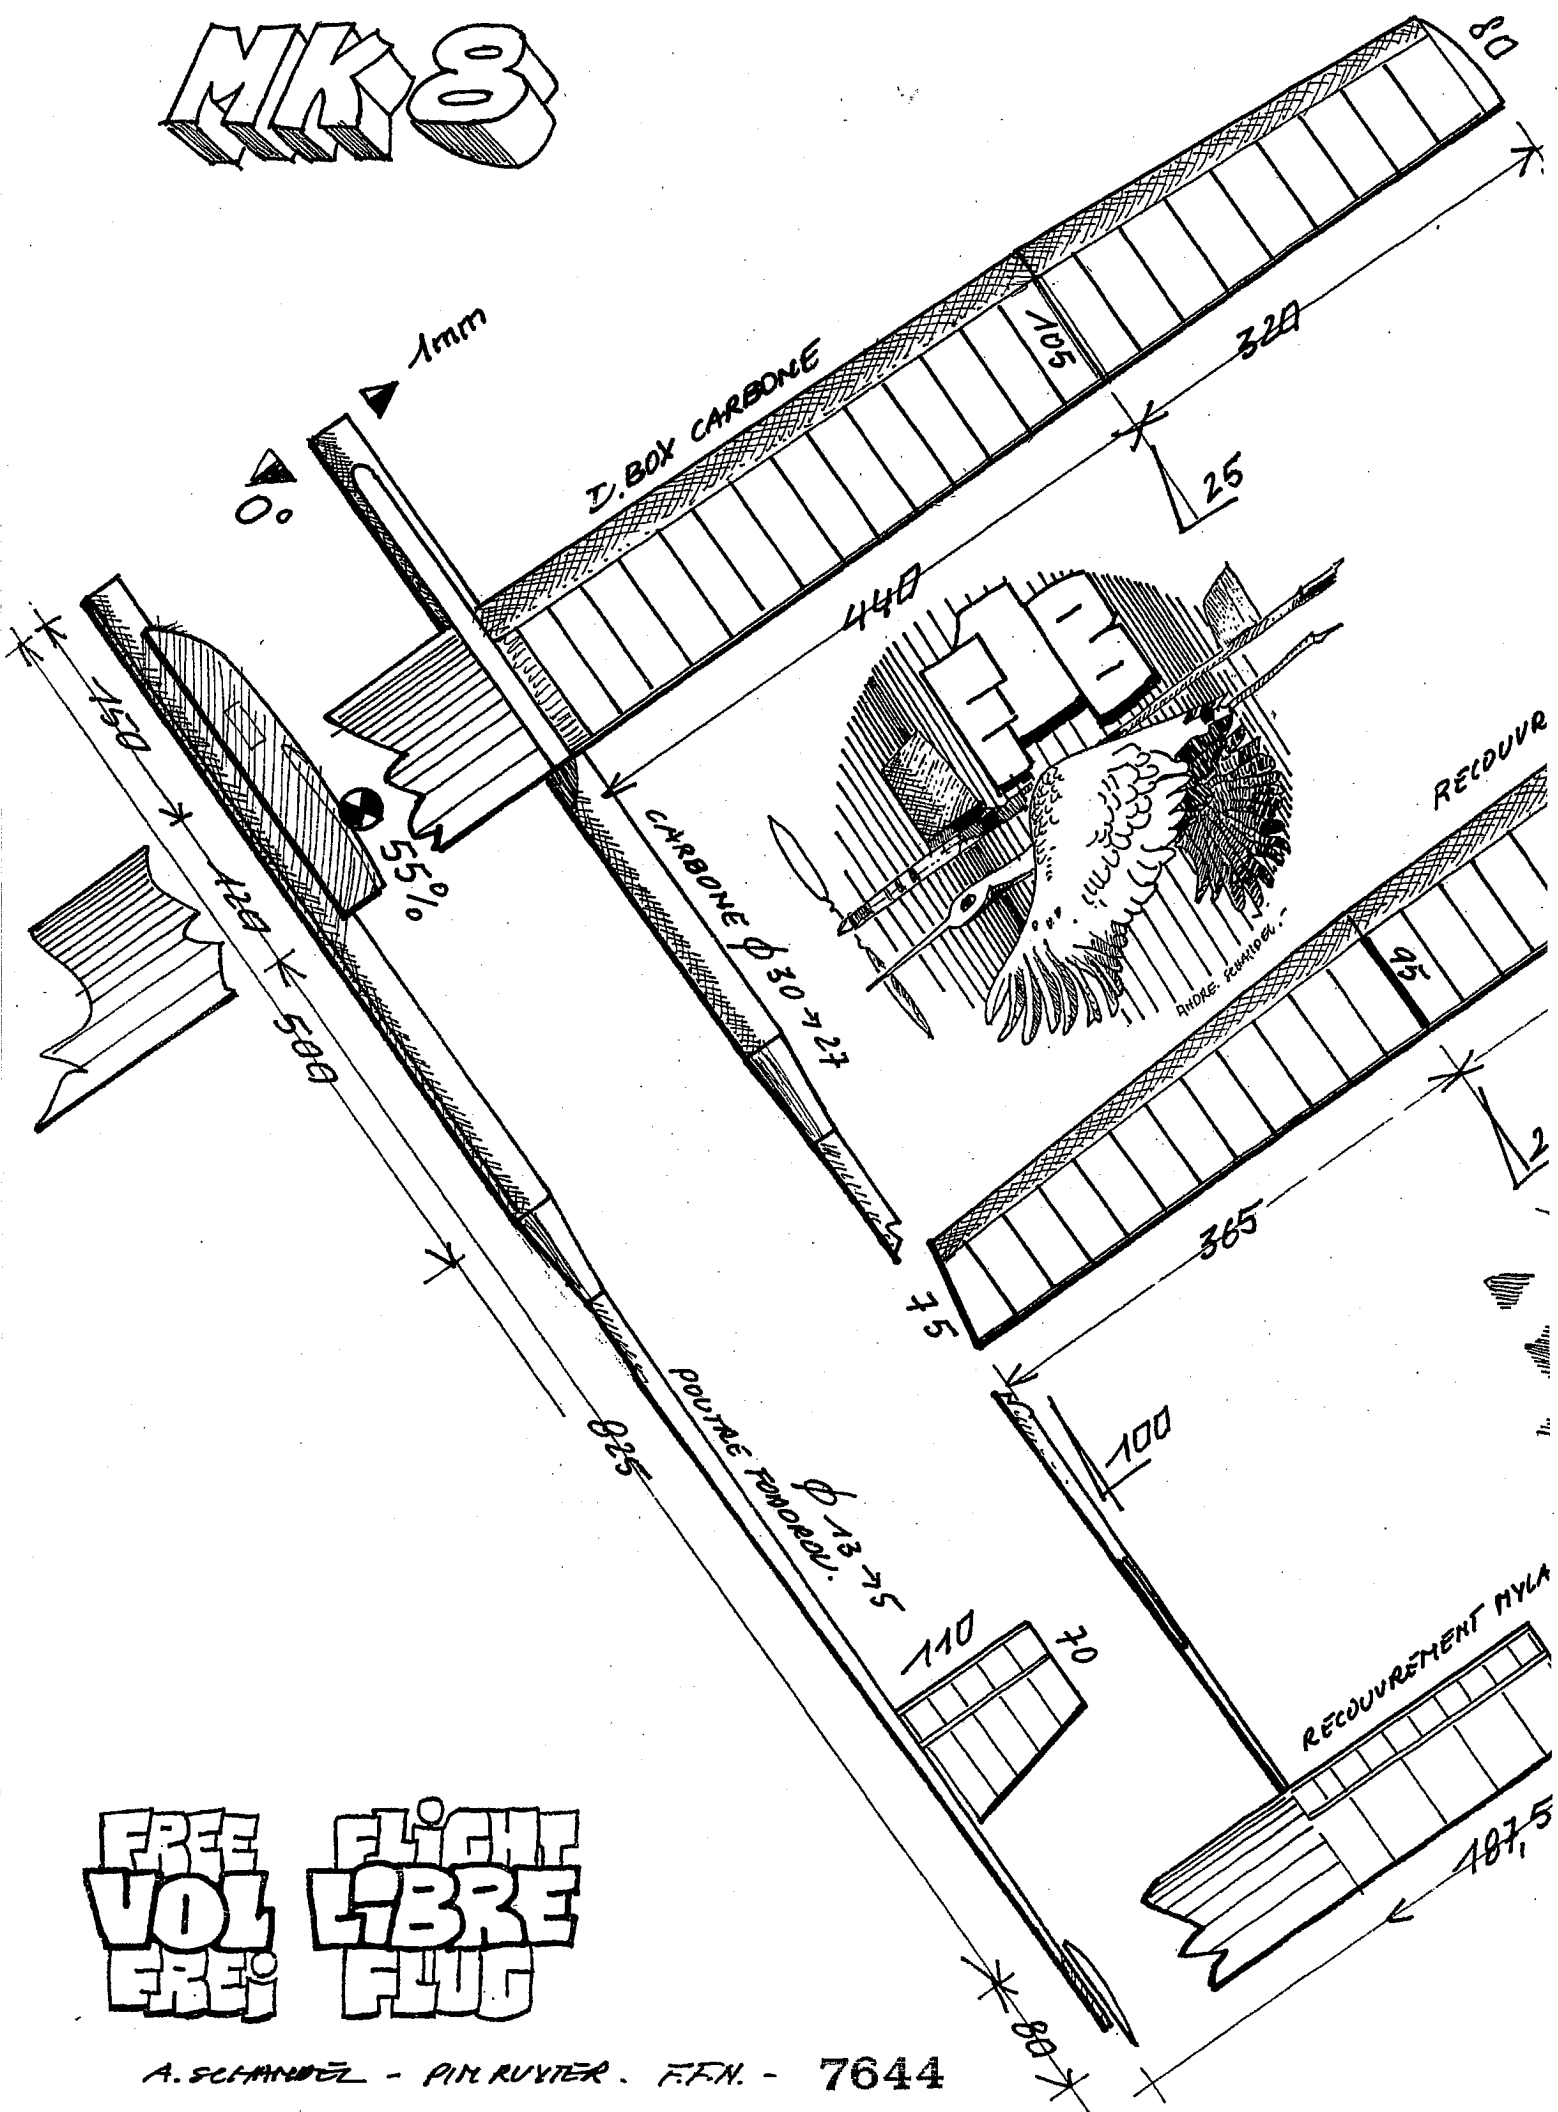 MK 8
80
1mm
0°
D.BOX CARBONE
105
320
25
440
F1B
150
120
500
55%
CARBONE Ø 30→27
ANDRE. SCHANDEL.-
RECOUVR
95
365
75
825
POUTRE FOMOROV.
Ø 13→5
100
110
70
RECOUVREMENT MYLA
187,5
80
FREE FLiGHT
VOL LiBRE
FREi FLUG
A. SCHANDEL - PIM RUYTER. F.F.N. - 7644